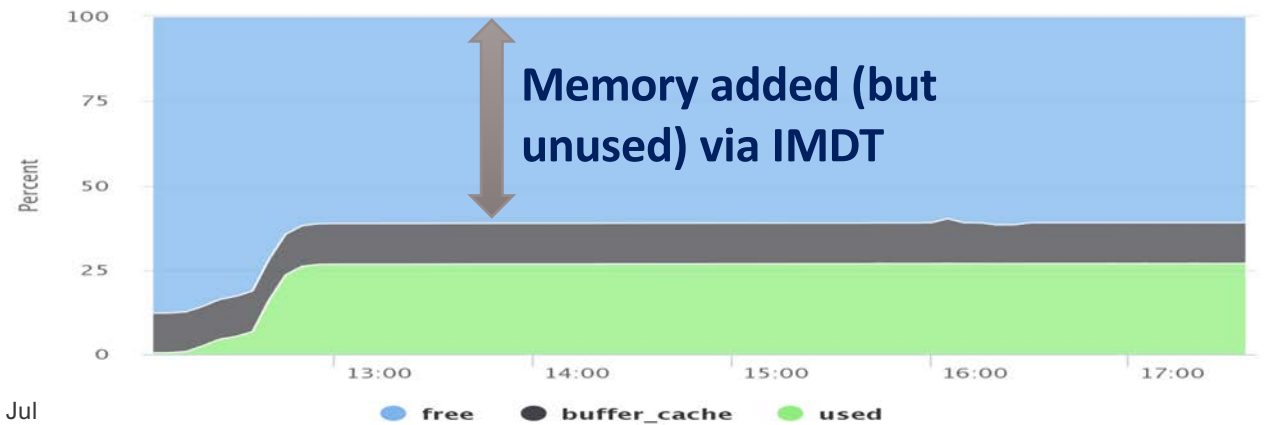 100
Memory added (but
75
unused) via IMDT
Percent
50
25
0
13:00 14:00 15:00 16:00 17:00
Jul
free buffer_cache used